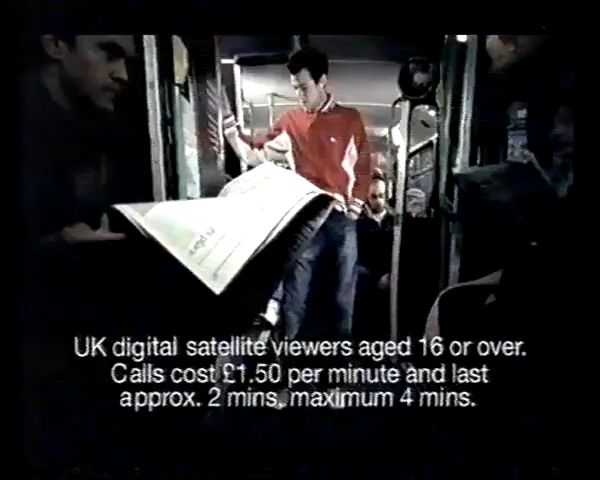 UK digital satellite viewers aged 16 or over.
Calls cost £1.50 per minute and last
approx. 2 mins, maximum 4 mins.